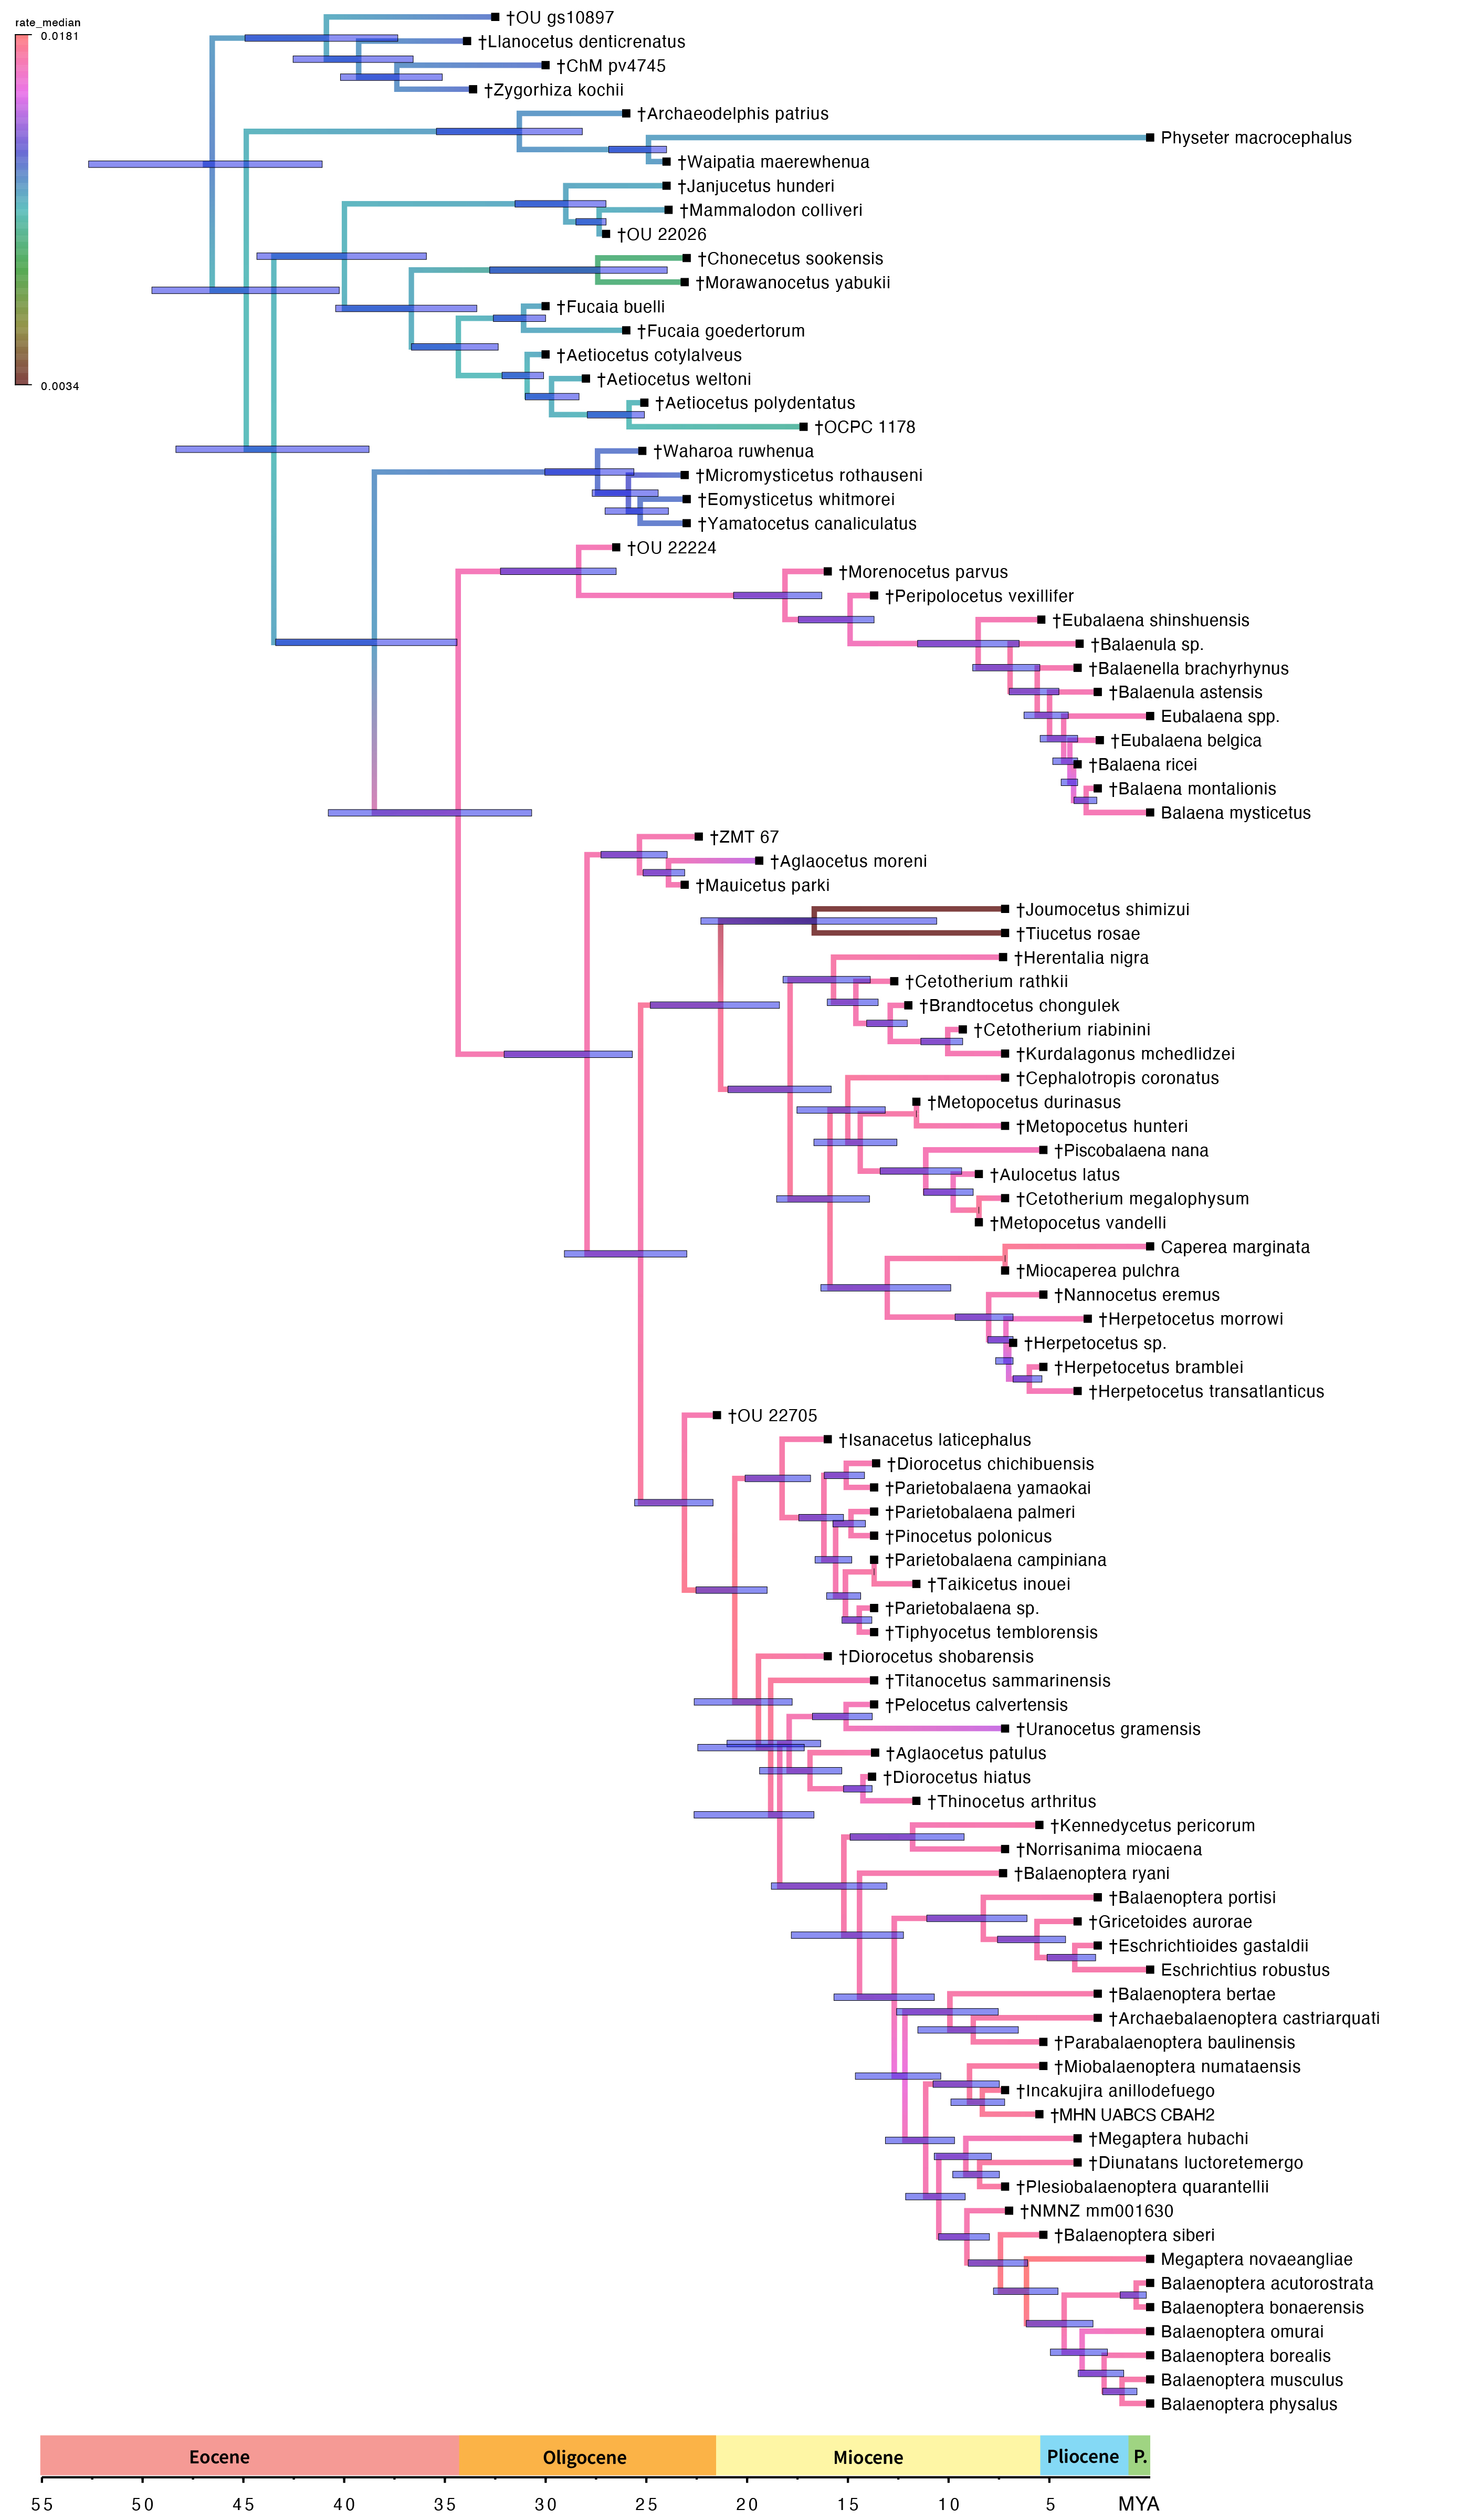 rate_median
0.0181
0.0034
†OU gs10897
†Llanocetus denticrenatus
†ChM pv4745
†Zygorhiza kochii
†Archaeodelphis patrius
Physeter macrocephalus
†Waipatia maerewhenua
†Janjucetus hunderi
†Mammalodon colliveri
†OU 22026
†Chonecetus sookensis
†Morawanocetus yabukii
†Fucaia buelli
†Fucaia goedertorum
†Aetiocetus cotylalveus
†Aetiocetus weltoni
†Aetiocetus polydentatus
†OCPC 1178
†Waharoa ruwhenua
†Micromysticetus rothauseni
†Eomysticetus whitmorei
†Yamatocetus canaliculatus
†OU 22224
†Morenocetus parvus
†Peripolocetus vexillifer
†Eubalaena shinshuensis
†Balaenula sp.
†Balaenella brachyrhynus
†Balaenula astensis
Eubalaena spp.
†Eubalaena belgica
†Balaena ricei
†Balaena montalionis
Balaena mysticetus
†ZMT 67
†Aglaocetus moreni
†Mauicetus parki
†Joumocetus shimizui
†Tiucetus rosae
†Herentalia nigra
†Cetotherium rathkii
†Brandtocetus chongulek
†Cetotherium riabinini
†Kurdalagonus mchedlidzei
†Cephalotropis coronatus
†Metopocetus durinasus
†Metopocetus hunteri
†Piscobalaena nana
†Aulocetus latus
†Cetotherium megalophysum
†Metopocetus vandelli
Caperea marginata
†Miocaperea pulchra
†Nannocetus eremus
†Herpetocetus morrowi
†Herpetocetus sp.
†Herpetocetus bramblei
†Herpetocetus transatlanticus
†OU 22705
†Isanacetus laticephalus
†Diorocetus chichibuensis
†Parietobalaena yamaokai
†Parietobalaena palmeri
†Pinocetus polonicus
†Parietobalaena campiniana
†Taikicetus inouei
†Parietobalaena sp.
†Tiphyocetus temblorensis
†Diorocetus shobarensis
†Titanocetus sammarinensis
†Pelocetus calvertensis
†Uranocetus gramensis
†Aglaocetus patulus
†Diorocetus hiatus
†Thinocetus arthritus
†Kennedycetus pericorum
†Norrisanima miocaena
†Balaenoptera ryani
†Balaenoptera portisi
†Gricetoides aurorae
†Eschrichtioides gastaldii
Eschrichtius robustus
†Balaenoptera bertae
†Archaebalaenoptera castriarquati
†Parabalaenoptera baulinensis
†Miobalaenoptera numataensis
†Incakujira anillodefuego
†MHN UABCS CBAH2
†Megaptera hubachi
†Diunatans luctoretemergo
†Plesiobalaenoptera quarantellii
†NMNZ mm001630
†Balaenoptera siberi
Megaptera novaeangliae
Balaenoptera acutorostrata
Balaenoptera bonaerensis
Balaenoptera omurai
Balaenoptera borealis
Balaenoptera musculus
Balaenoptera physalus
Eocene Oligocene Miocene Pliocene P.
55 50 45 40 35 30 25 20 15 10 5 MYA